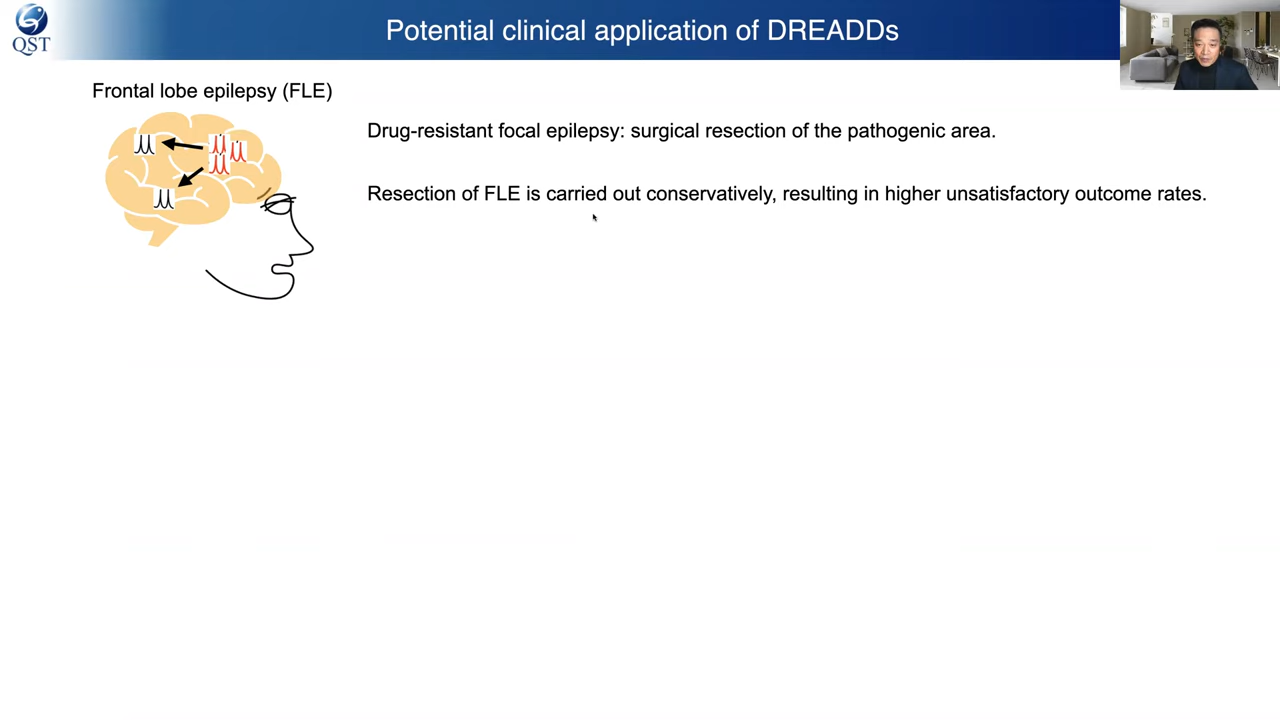 Potential clinical application of DREADDs
QST
Frontal lobe epilepsy (FLE)
Drug-resistant focal epilepsy: surgical resection of the pathogenic area.
Resection of FLE is carried out conservatively, resulting in higher unsatisfactory outcome rates.